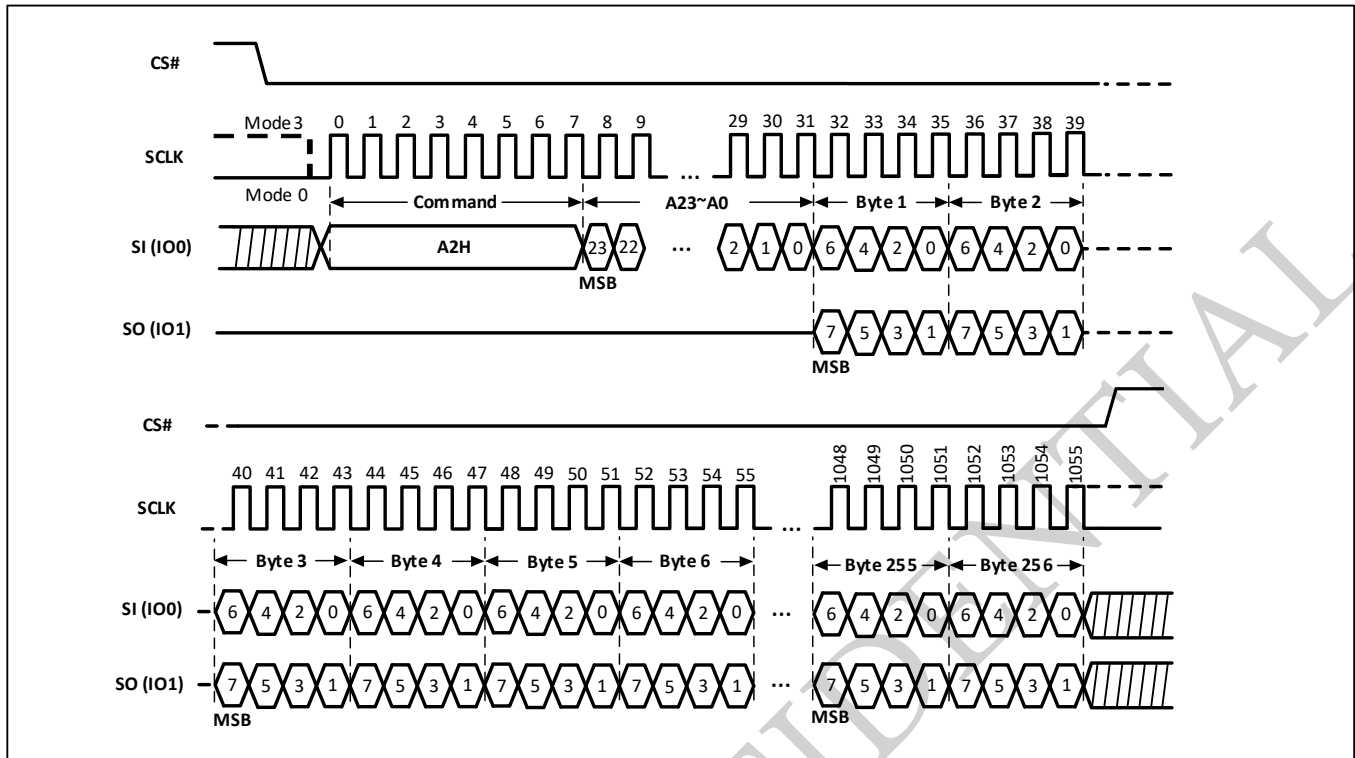 CS#
Mode 3 0 1 2 3 4 5 6 7 8 9 29 30 31 32 33 34 35 36 37 38 39
SCLK
...
Mode 0 Command A23~A0 Byte 1 Byte 2
SI (IO0) A2H 23 22 ... 2 1 0 6 4 2 0 6 4 2 0
MSB
SO (IO1) 7 5 3 1 7 5 3 1
MSB
CS#
40 41 42 43 44 45 46 47 48 49 50 51 52 53 54 55 1048 1049 1050 1051 1052 1053 1054 1055
SCLK
...
Byte 3 Byte 4 Byte 5 Byte 6 Byte 255 Byte 256
SI (IO0) 6 4 2 0 6 4 2 0 6 4 2 0 6 4 2 0 ... 6 4 2 0 6 4 2 0
SO (IO1) 7 5 3 1 7 5 3 1 7 5 3 1 7 5 3 1 ... 7 5 3 1 7 5 3 1
MSB MSB
IDENTIAL